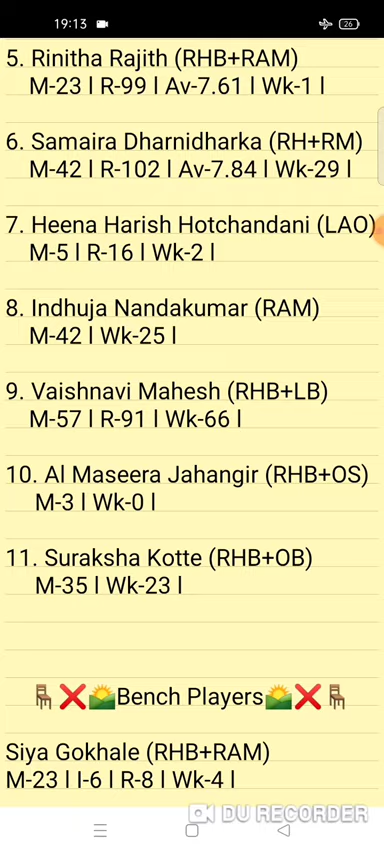 19:13
26
5. Rinitha Rajith (RHB+RAM)
M-23 l R-99 l Av-7.61 l Wk-1 l
6. Samaira Dharnidharka (RH+RM)
M-42 l R-102 l Av-7.84 l Wk-29 l
7. Heena Harish Hotchandani (LAO)
M-5 l R-16 l Wk-2 l
8. Indhuja Nandakumar (RAM)
M-42 l Wk-25 l
9. Vaishnavi Mahesh (RHB+LB)
M-57 l R-91 l Wk-66 l
10. Al Maseera Jahangir (RHB+OS)
M-3 l Wk-0 l
11. Suraksha Kotte (RHB+OB)
M-35 l Wk-23 l
🪑❌🌄Bench Players🌄❌🪑
Siya Gokhale (RHB+RAM)
M-23 l I-6 l R-8 l Wk-4 l
DU RECORDER